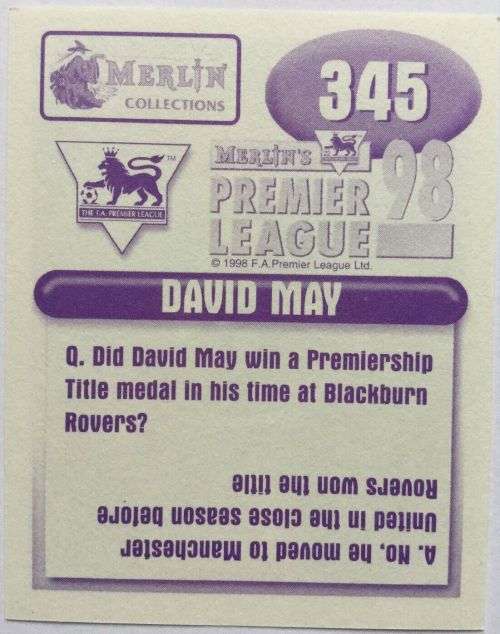 MERLIN
COLLECTIONS
345
THE F.A. PREMIER LEAGUE
TM
MERLIN'S
PREMIER
LEAGUE
98
© 1998 F.A.Premier League Ltd.
DAVID MAY
Q. Did David May win a Premiership
Title medal in his time at Blackburn
Rovers?
A. No, he moved to Manchester
United in the close season before
Rovers won the title